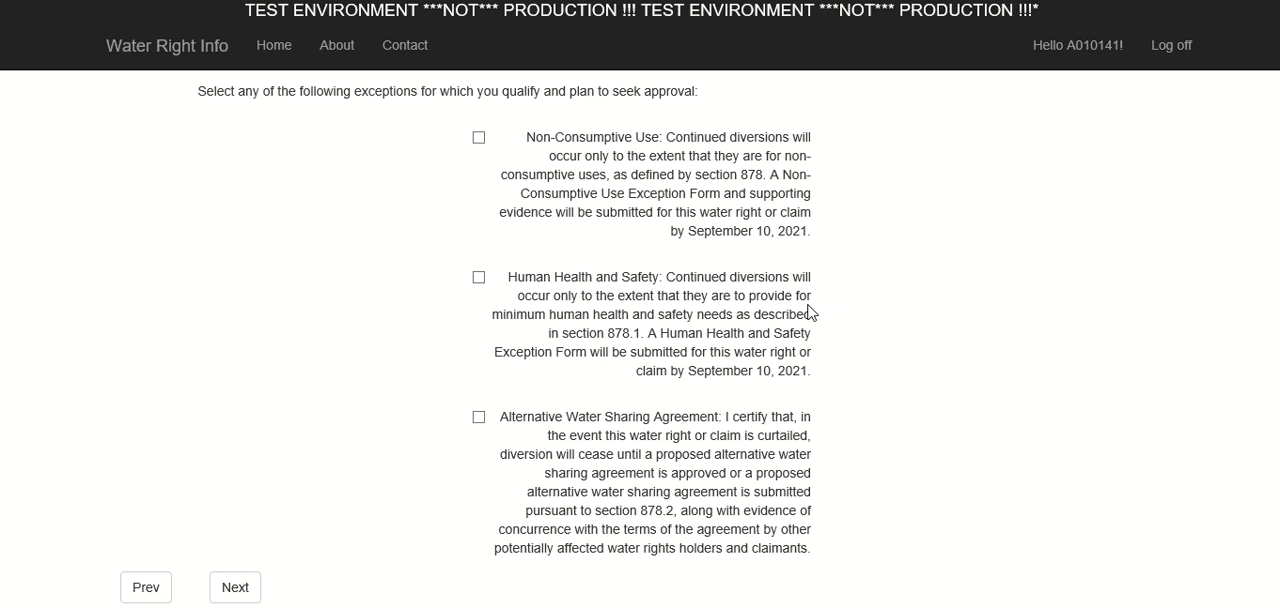 TEST ENVIRONMENT ***NOT*** PRODUCTION !!! TEST ENVIRONMENT ***NOT*** PRODUCTION !!!*
Water Right Info Home About Contact Hello A010141! Log off
Select any of the following exceptions for which you qualify and plan to seek approval:
Non-Consumptive Use: Continued diversions will
occur only to the extent that they are for non-
consumptive uses, as defined by section 878. A Non-
Consumptive Use Exception Form and supporting
evidence will be submitted for this water right or claim
by September 10, 2021.
Human Health and Safety: Continued diversions will
occur only to the extent that they are to provide for
minimum human health and safety needs as described
in section 878.1. A Human Health and Safety
Exception Form will be submitted for this water right or
claim by September 10, 2021.
Alternative Water Sharing Agreement: I certify that, in
the event this water right or claim is curtailed,
diversion will cease until a proposed alternative water
sharing agreement is approved or a proposed
alternative water sharing agreement is submitted
pursuant to section 878.2, along with evidence of
concurrence with the terms of the agreement by other
potentially affected water rights holders and claimants.
Prev Next